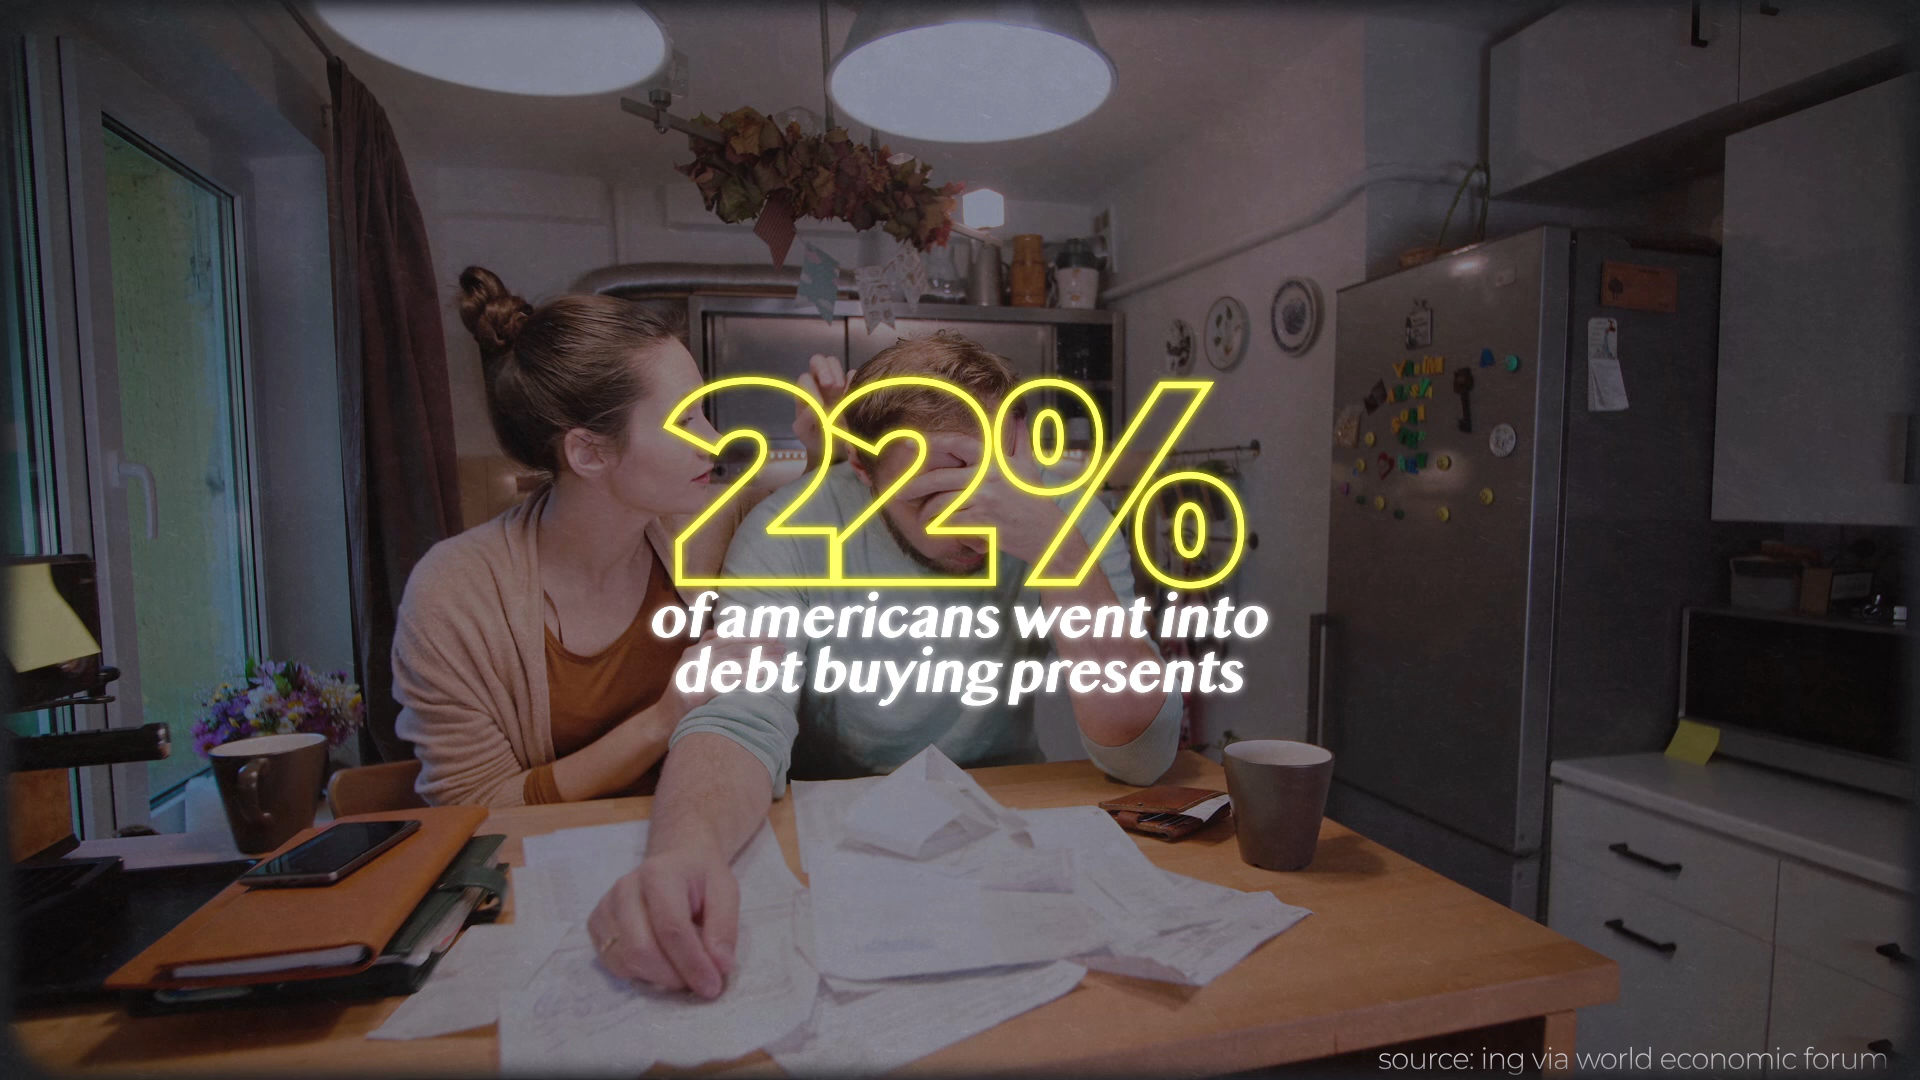 22%
of americans went into
debt buying presents
source: ing via world economic forum